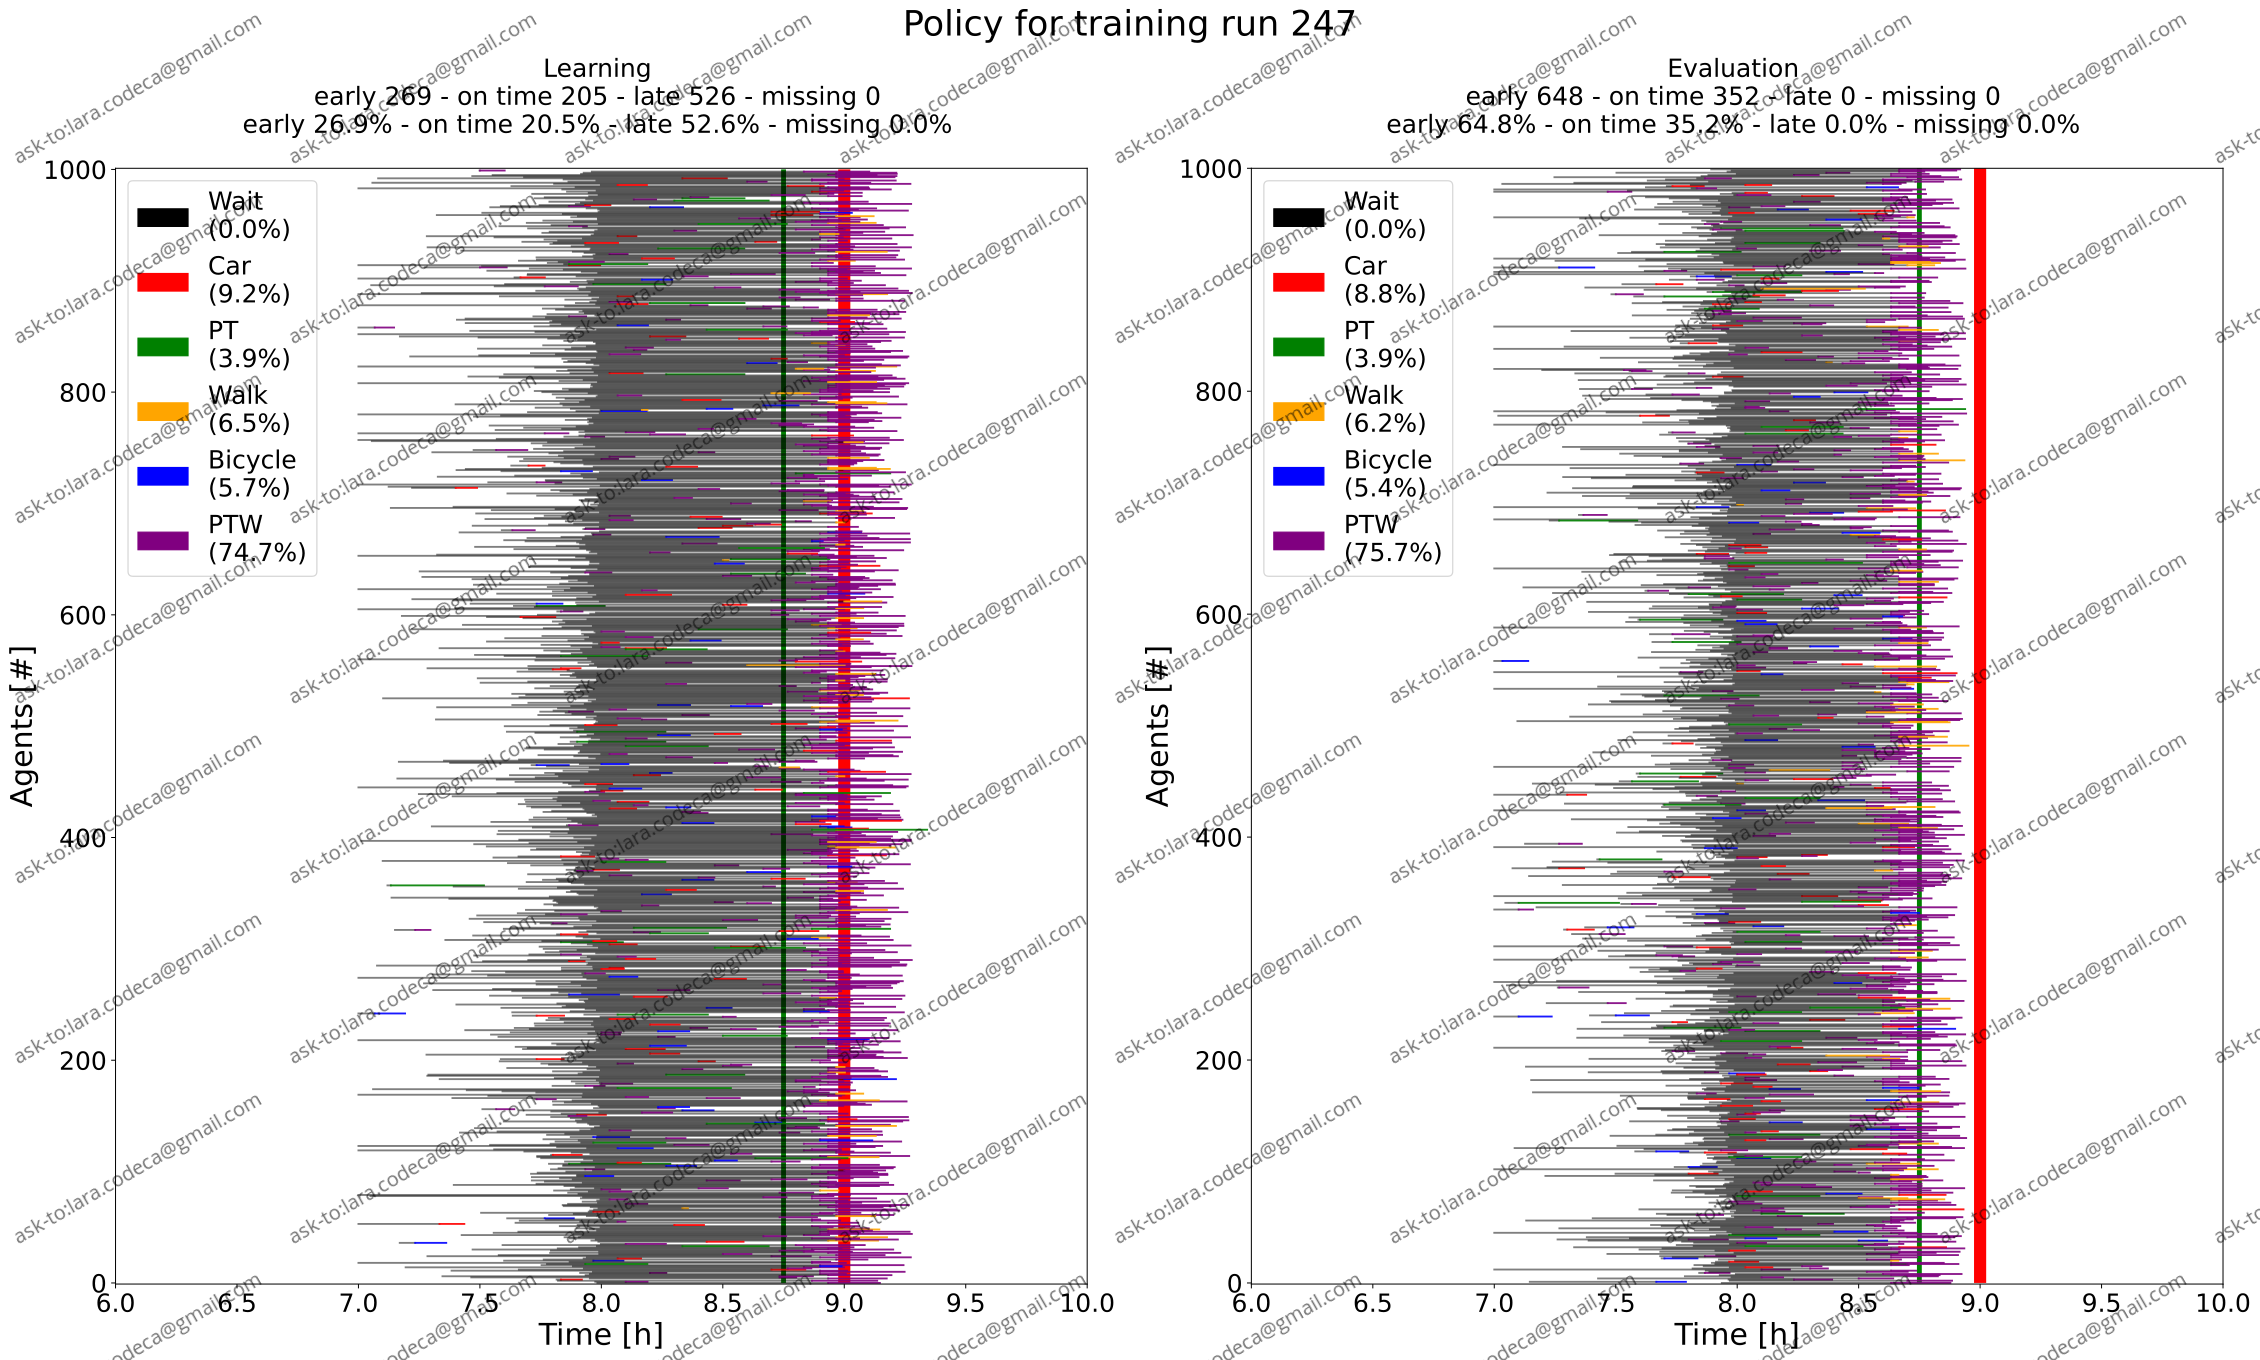 Policy for training run 247
Learning
early 269 - on time 205 - late 526 - missing 0
early 26.9% - on time 20.5% - late 52.6% - missing 0.0%
Agents [#]
1000
800
600
400
200
0
Wait
(0.0%)
Car
(9.2%)
PT
(3.9%)
Walk
(6.5%)
Bicycle
(5.7%)
PTW
(74.7%)
6.0 6.5 7.0 7.5 8.0 8.5 9.0 9.5 10.0
Time [h]
Evaluation
early 648 - on time 352 - late 0 - missing 0
early 64.8% - on time 35.2% - late 0.0% - missing 0.0%
Agents [#]
1000
800
600
400
200
0
Wait
(0.0%)
Car
(8.8%)
PT
(3.9%)
Walk
(6.2%)
Bicycle
(5.4%)
PTW
(75.7%)
6.0 6.5 7.0 7.5 8.0 8.5 9.0 9.5 10.0
Time [h]
ask-to:lara.codeca@gmail.com